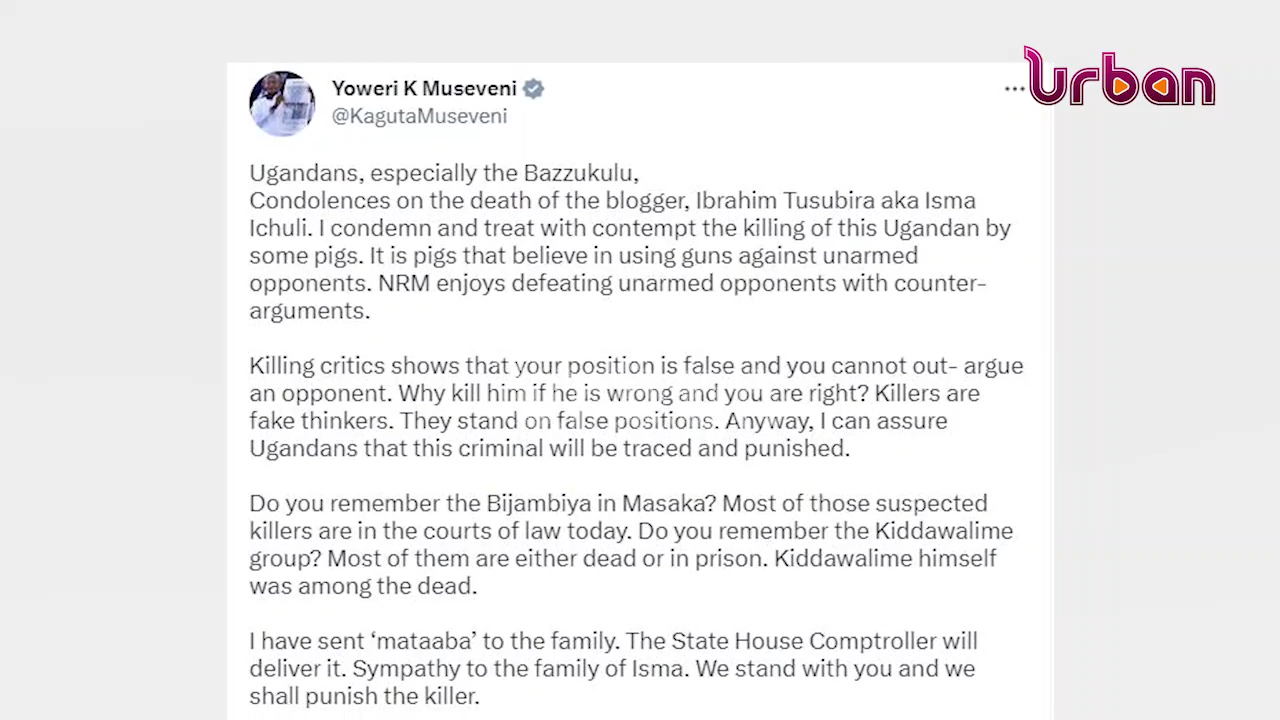 Urban
Yoweri K Museveni
@KagutaMuseveni
Ugandans, especially the Bazzukulu,
Condolences on the death of the blogger, Ibrahim Tusubira aka Isma
Ichuli. I condemn and treat with contempt the killing of this Ugandan by
some pigs. It is pigs that believe in using guns against unarmed
opponents. NRM enjoys defeating unarmed opponents with counter-
arguments.
Killing critics shows that your position is false and you cannot out- argue
an opponent. Why kill him if he is wrong and you are right? Killers are
fake thinkers. They stand on false positions. Anyway, I can assure
Ugandans that this criminal will be traced and punished.
Do you remember the Bijambiya in Masaka? Most of those suspected
killers are in the courts of law today. Do you remember the Kiddawalime
group? Most of them are either dead or in prison. Kiddawalime himself
was among the dead.
I have sent ‘mataaba’ to the family. The State House Comptroller will
deliver it. Sympathy to the family of Isma. We stand with you and we
shall punish the killer.